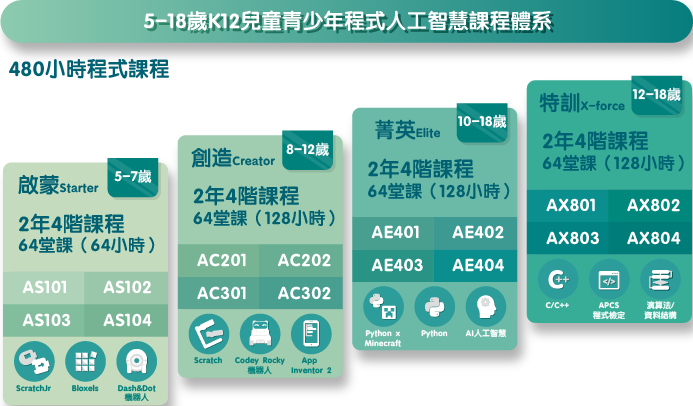 5–18歲K12兒童青少年程式人工智慧課程體系
480小時程式課程
啟蒙Starter
5–7歲
2年4階課程
64堂課（64小時）
AS101
AS102
AS103
AS104
ScratchJr
Bloxels
Dash&Dot
機器人
創造Creator
8–12歲
2年4階課程
64堂課（128小時）
AC201
AC202
AC301
AC302
Scratch
Codey Rocky
機器人
App
Inventor 2
菁英Elite
10–18歲
2年4階課程
64堂課（128小時）
AE401
AE402
AE403
AE404
Python x
Minecraft
Python
AI人工智慧
特訓X–force
12–18歲
2年4階課程
64堂課（128小時）
AX801
AX802
AX803
AX804
C++
</>
C/C++
APCS
程式檢定
演算法/
資料結構